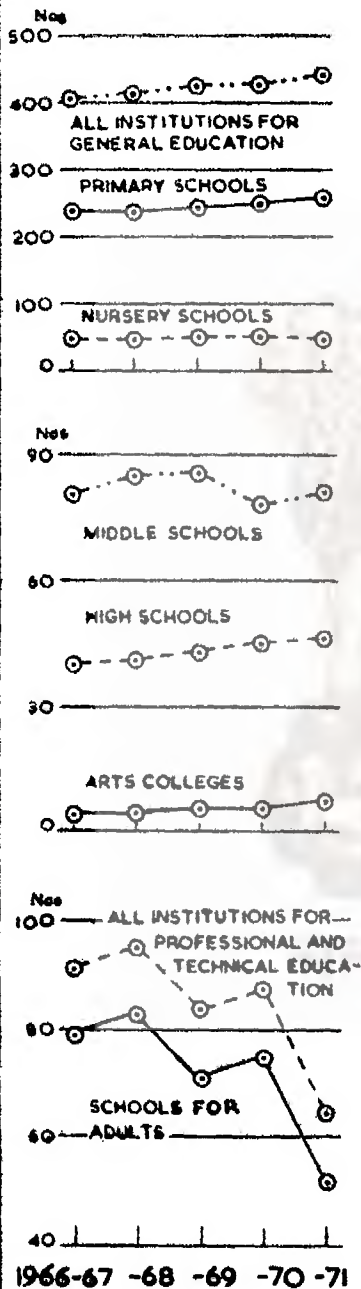 Nos
500
400
ALL INSTITUTIONS FOR
GENERAL EDUCATION
300
PRIMARY SCHOOLS
200
100
NURSERY SCHOOLS
0
Nos
90
MIDDLE SCHOOLS
60
HIGH SCHOOLS
30
ARTS COLLEGES
0
Nos
100
ALL INSTITUTIONS FOR
PROFESSIONAL AND
TECHNICAL EDUCA-
TION
80
SCHOOLS FOR
ADULTS
60
40
1966-67 -68 -69 -70 -71